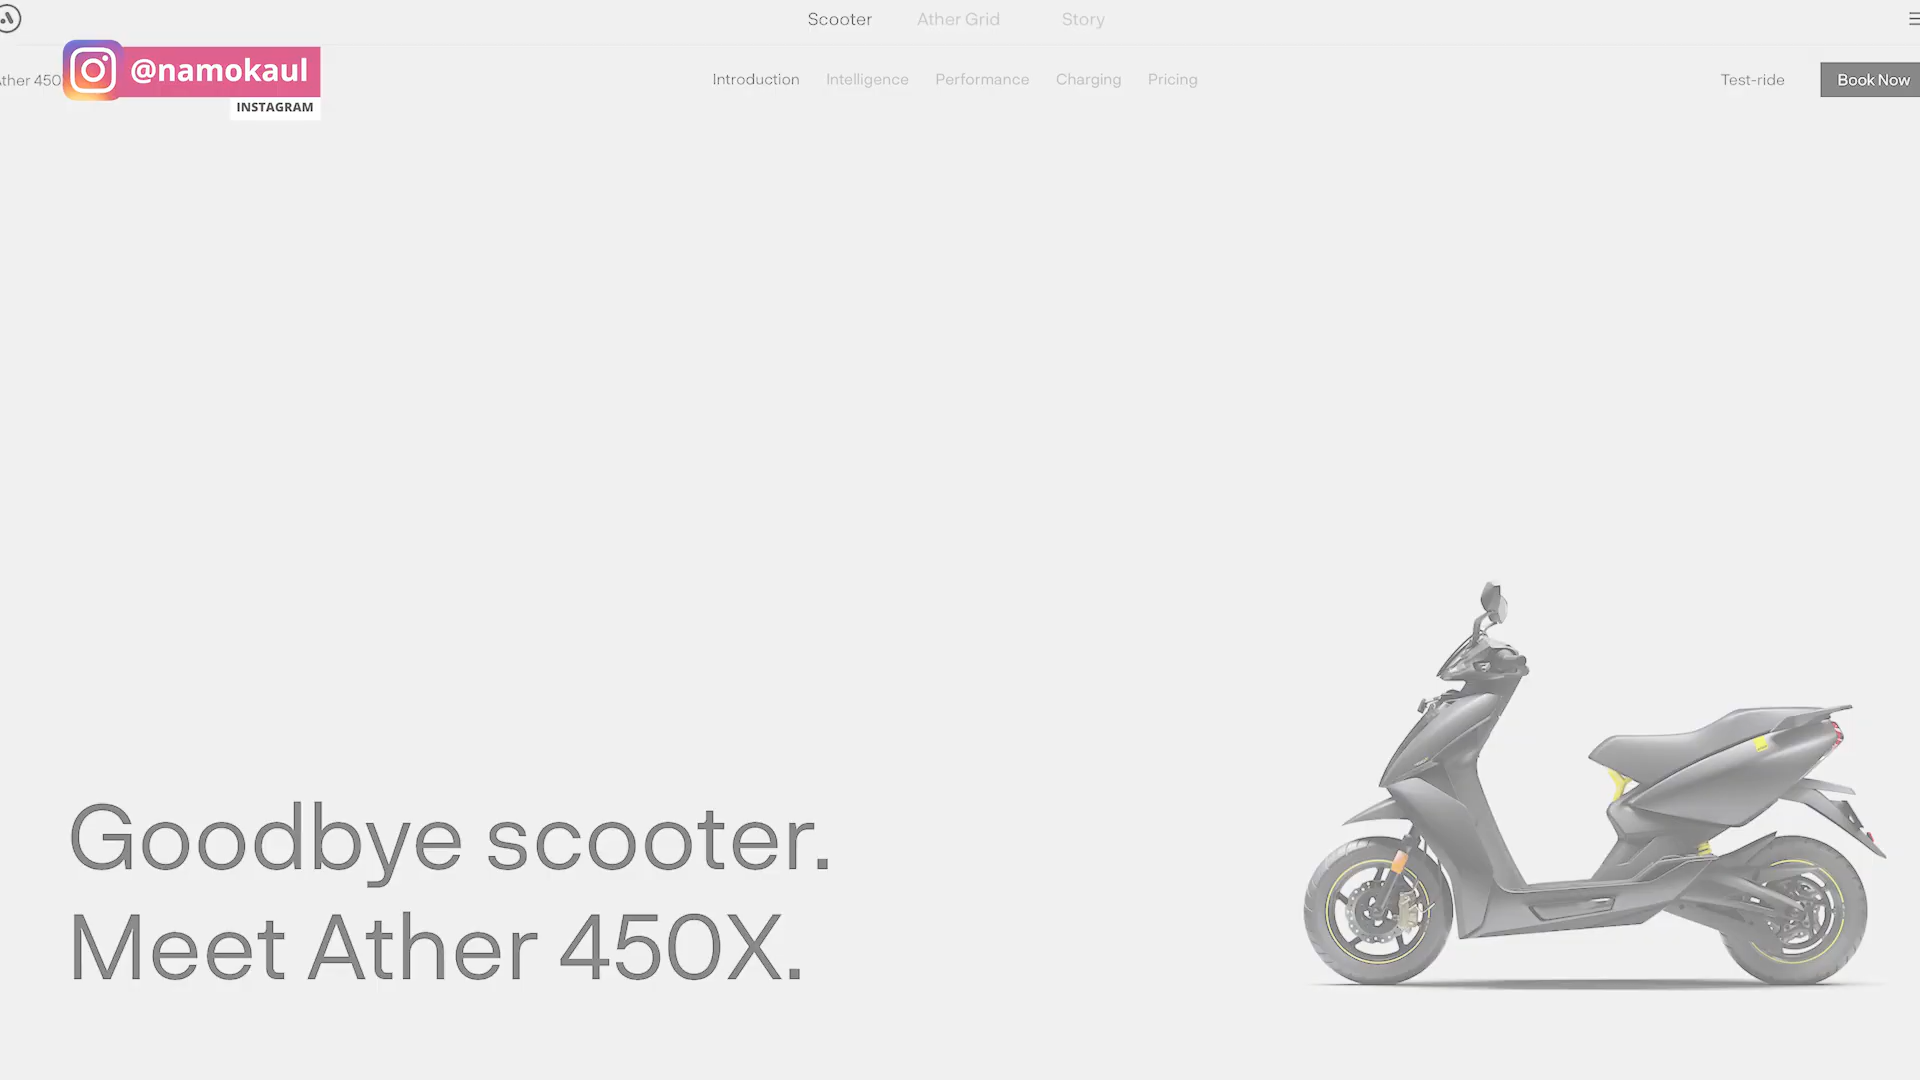 Scooter Ather Grid Story
@namokaul
INSTAGRAM
ther 450
Introduction Intelligence Performance Charging Pricing
Test-ride Book Now
Goodbye scooter.
Meet Ather 450X.